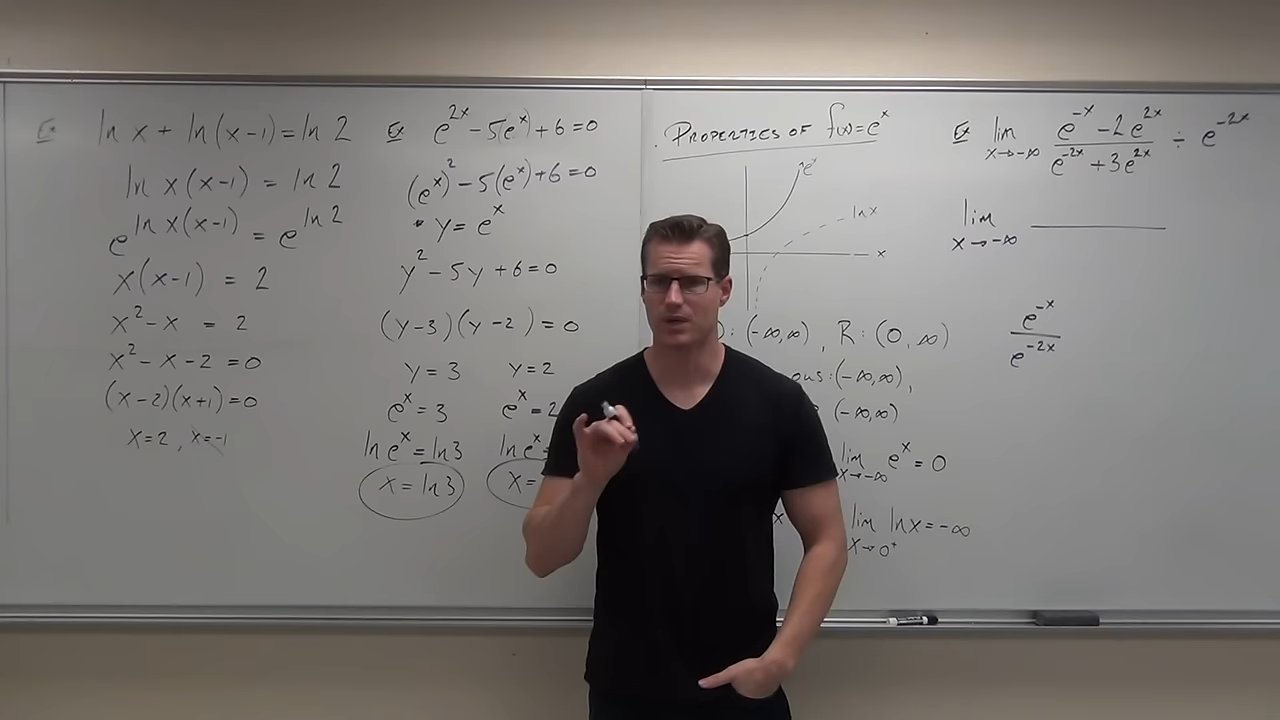 Ex ln x + ln(x-1) = ln 2
ln x(x-1) = ln 2
e^{ln x(x-1)} = e^{ln 2}
x(x-1) = 2
x² - x = 2
x² - x - 2 = 0
(x-2)(x+1) = 0
x = 2, x = -1
Ex e^{2x} - 5(e^x) + 6 = 0
(e^x)² - 5(e^x) + 6 = 0
* y = e^x
y² - 5y + 6 = 0
(y-3)(y-2) = 0
y = 3 y = 2
e^x = 3 e^x = 2
ln e^x = ln 3 ln e^x =
x = ln 3 x =
PROPERTIES OF f(x) = e^x
e^x
ln x
x
: (-∞, ∞), R: (0, ∞)
ous: (-∞, ∞),
(-∞, ∞)
lim x→-∞ e^x = 0
x lim x→0⁺ ln x = -∞
Ex lim x→-∞ (e^{-x} - 2e^{2x})/(e^{-2x} + 3e^{2x}) ÷ e^{-2x}
lim x→-∞
e^{-x}
e^{-2x}